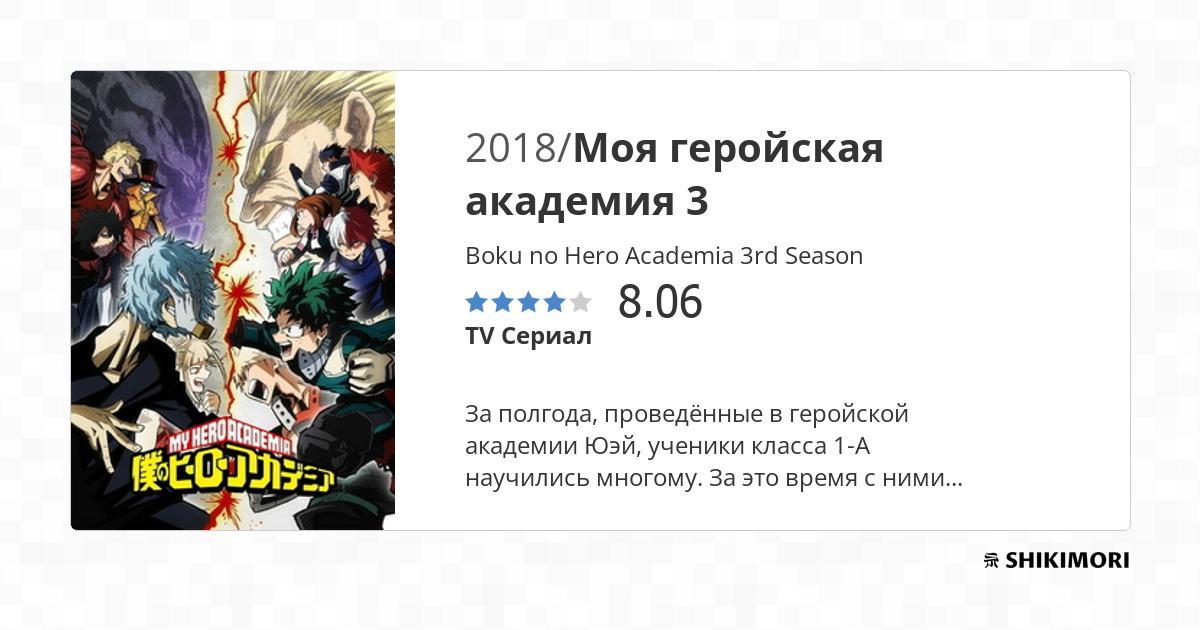 MY HERO ACADEMIA
僕のヒーローアカデミア
2018/Моя геройская
академия 3
Boku no Hero Academia 3rd Season
8.06
TV Сериал
За полгода, проведённые в геройской
академии Юэй, ученики класса 1-А
научились многому. За это время с ними...
SHIKIMORI